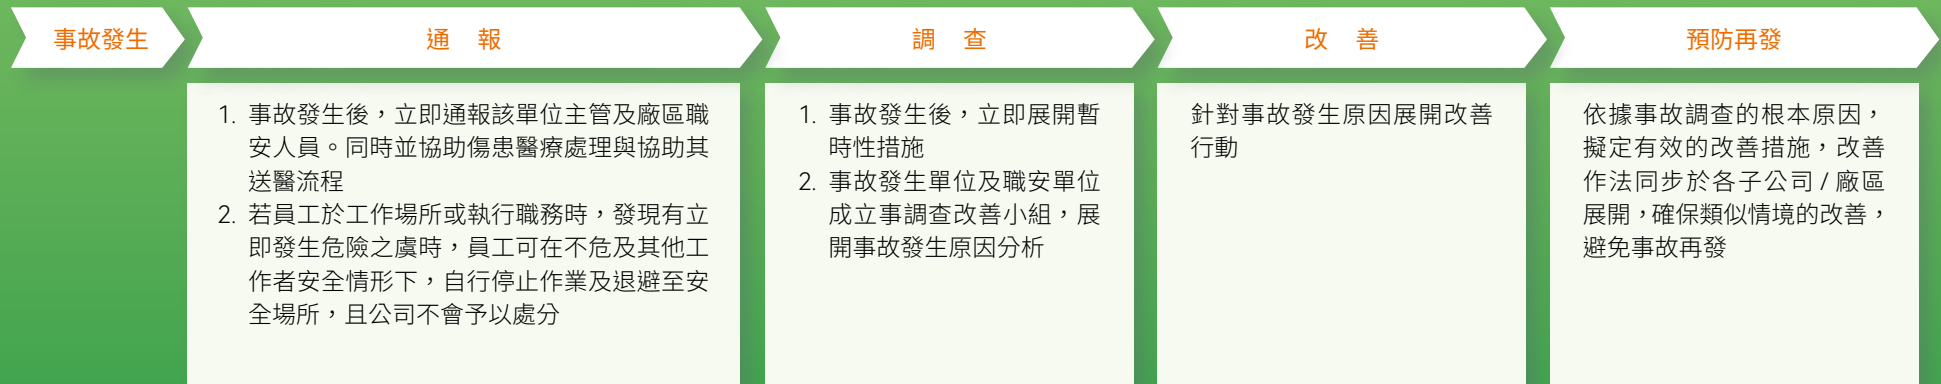 事故發生
通 報
調 查
改 善
預防再發
1. 事故發生後，立即通報該單位主管及廠區職
安人員。同時並協助傷患醫療處理與協助其
送醫流程
2. 若員工於工作場所或執行職務時，發現有立
即發生危險之虞時，員工可在不危及其他工
作者安全情形下，自行停止作業及退避至安
全場所，且公司不會予以處分
1. 事故發生後，立即展開暫
時性措施
2. 事故發生單位及職安單位
成立事調查改善小組，展
開事故發生原因分析
針對事故發生原因展開改善
行動
依據事故調查的根本原因，
擬定有效的改善措施，改善
作法同步於各子公司 / 廠區
展開，確保類似情境的改善，
避免事故再發